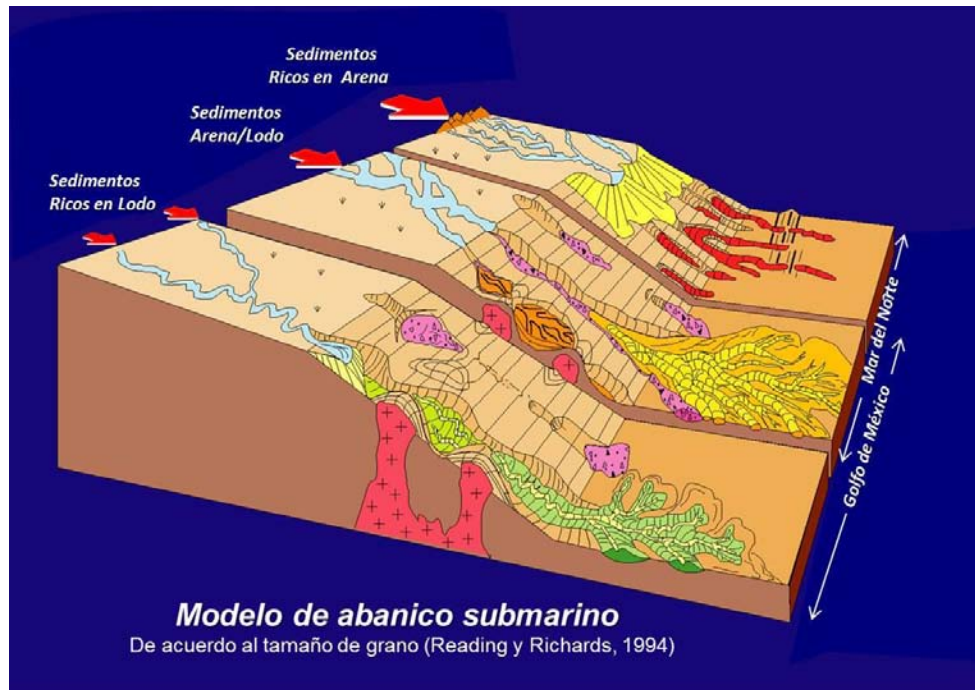 Sedimentos
Ricos en Arena
Sedimentos
Arena/Lodo
Sedimentos
Ricos en Lodo
Mar del Norte
Golfo de México
Modelo de abanico submarino
De acuerdo al tamaño de grano (Reading y Richards, 1994)